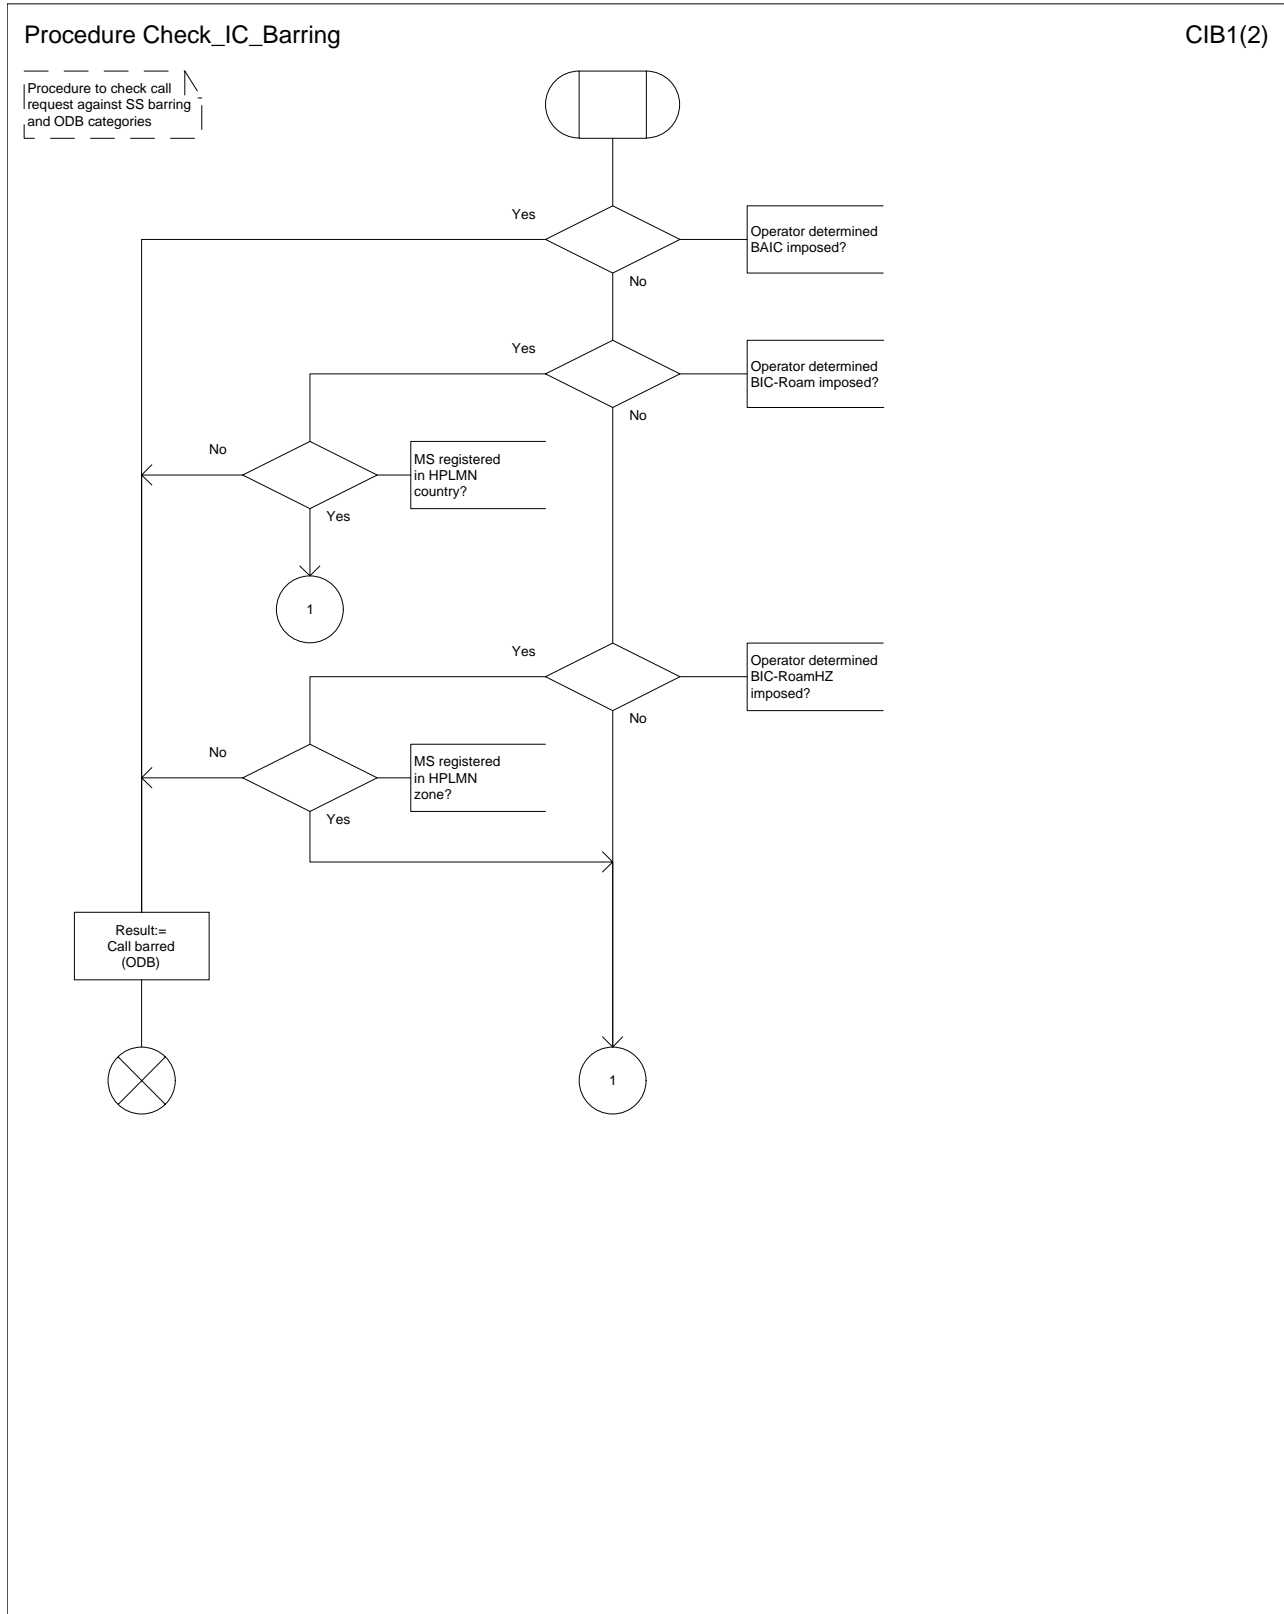 Procedure Check_IC_Barring
CIB1(2)
Procedure to check call
request against SS barring
and ODB categories
Yes
Operator determined
BAIC imposed?
No
Yes
Operator determined
BIC-Roam imposed?
No
No
MS registered
in HPLMN
country?
Yes
1
Yes
Operator determined
BIC-RoamHZ
imposed?
No
No
MS registered
in HPLMN
zone?
Yes
Result:=
Call barred
(ODB)
1